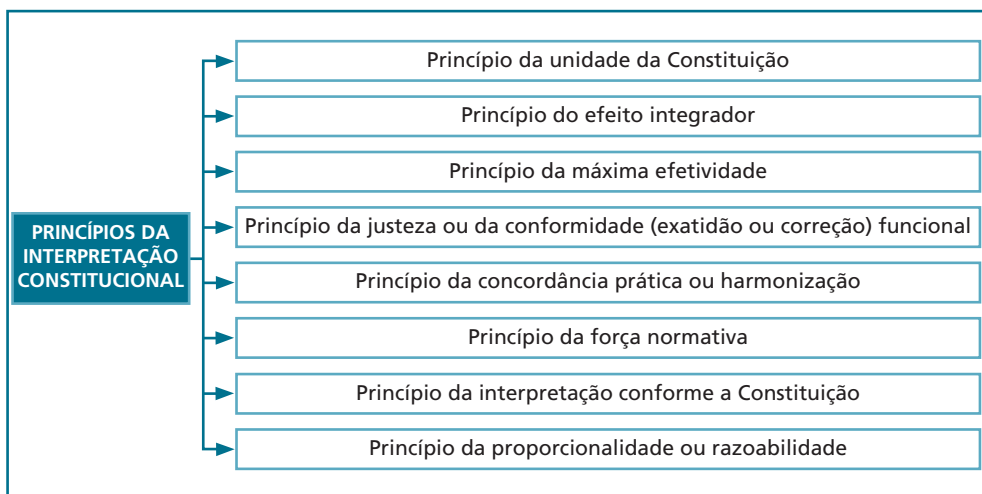 PRINCÍPIOS DA
INTERPRETAÇÃO
CONSTITUCIONAL
Princípio da unidade da Constituição
Princípio do efeito integrador
Princípio da máxima efetividade
Princípio da justeza ou da conformidade (exatidão ou correção) funcional
Princípio da concordância prática ou harmonização
Princípio da força normativa
Princípio da interpretação conforme a Constituição
Princípio da proporcionalidade ou razoabilidade